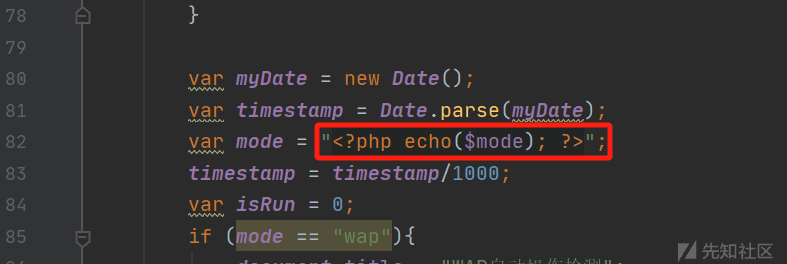 78 }
79
80 var myDate = new Date();
81 var timestamp = Date.parse(myDate);
82 var mode = "<?php echo($mode); ?>";
83 timestamp = timestamp/1000;
84 var isRun = 0;
85 if (mode == "wap"){
先知社区